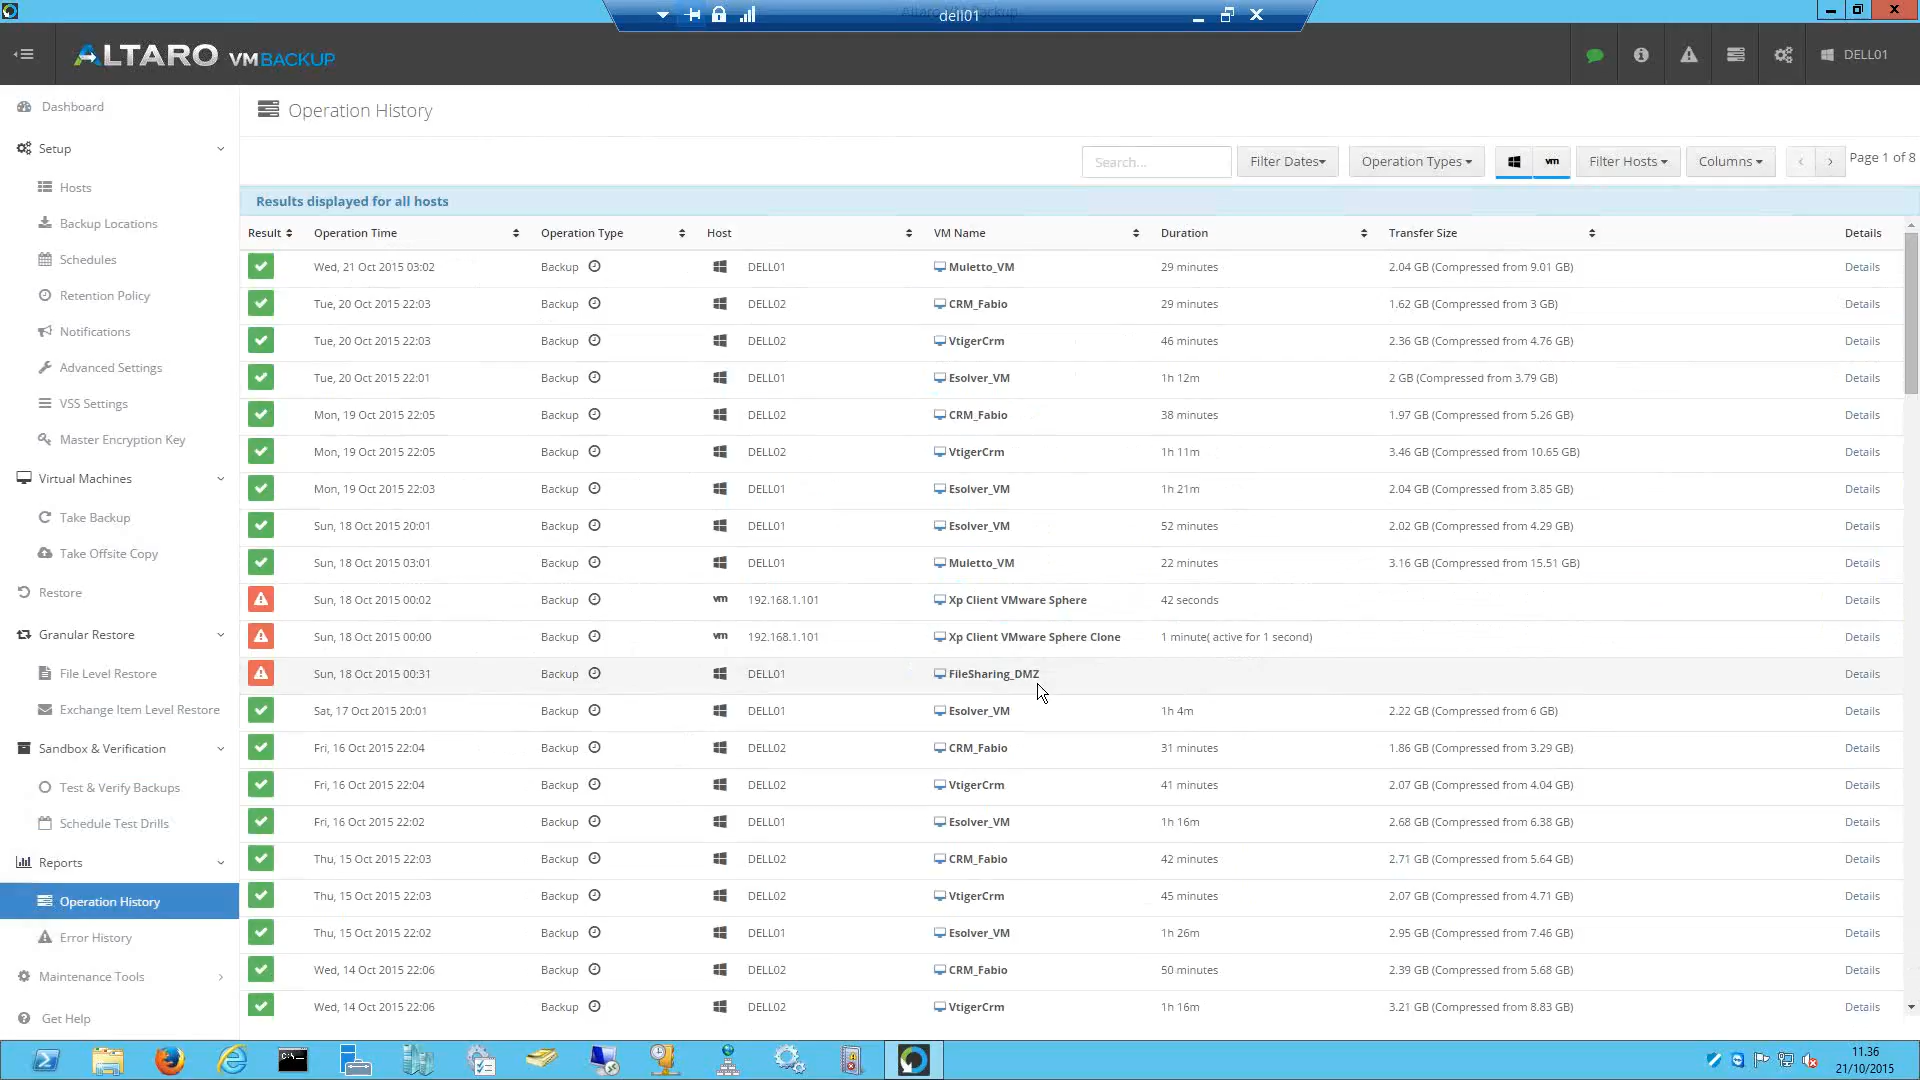 dell01
ALTARO VM BACKUP
DELL01
Dashboard
Setup
Hosts
Backup Locations
Schedules
Retention Policy
Notifications
Advanced Settings
VSS Settings
Master Encryption Key
Virtual Machines
Take Backup
Take Offsite Copy
Restore
Granular Restore
File Level Restore
Exchange Item Level Restore
Sandbox & Verification
Test & Verify Backups
Schedule Test Drills
Reports
Operation History
Error History
Maintenance Tools
Get Help
Operation History
Search... Filter Dates Operation Types vm Filter Hosts Columns Page 1 of 8
Results displayed for all hosts
Result Operation Time Operation Type Host VM Name Duration Transfer Size Details
Wed, 21 Oct 2015 03:02 Backup DELL01 Muletto_VM 29 minutes 2.04 GB (Compressed from 9.01 GB) Details
Tue, 20 Oct 2015 22:03 Backup DELL02 CRM_Fabio 29 minutes 1.62 GB (Compressed from 3 GB) Details
Tue, 20 Oct 2015 22:03 Backup DELL02 VtigerCrm 46 minutes 2.36 GB (Compressed from 4.76 GB) Details
Tue, 20 Oct 2015 22:01 Backup DELL01 Esolver_VM 1h 12m 2 GB (Compressed from 3.79 GB) Details
Mon, 19 Oct 2015 22:05 Backup DELL02 CRM_Fabio 38 minutes 1.97 GB (Compressed from 5.26 GB) Details
Mon, 19 Oct 2015 22:05 Backup DELL02 VtigerCrm 1h 11m 3.46 GB (Compressed from 10.65 GB) Details
Mon, 19 Oct 2015 22:03 Backup DELL01 Esolver_VM 1h 21m 2.04 GB (Compressed from 3.85 GB) Details
Sun, 18 Oct 2015 20:01 Backup DELL01 Esolver_VM 52 minutes 2.02 GB (Compressed from 4.29 GB) Details
Sun, 18 Oct 2015 03:01 Backup DELL01 Muletto_VM 22 minutes 3.16 GB (Compressed from 15.51 GB) Details
Sun, 18 Oct 2015 00:02 Backup vm 192.168.1.101 Xp Client VMware Sphere 42 seconds Details
Sun, 18 Oct 2015 00:00 Backup vm 192.168.1.101 Xp Client VMware Sphere Clone 1 minute( active for 1 second) Details
Sun, 18 Oct 2015 00:31 Backup DELL01 FileSharing_DMZ Details
Sat, 17 Oct 2015 20:01 Backup DELL01 Esolver_VM 1h 4m 2.22 GB (Compressed from 6 GB) Details
Fri, 16 Oct 2015 22:04 Backup DELL02 CRM_Fabio 31 minutes 1.86 GB (Compressed from 3.29 GB) Details
Fri, 16 Oct 2015 22:04 Backup DELL02 VtigerCrm 41 minutes 2.07 GB (Compressed from 4.04 GB) Details
Fri, 16 Oct 2015 22:02 Backup DELL01 Esolver_VM 1h 16m 2.68 GB (Compressed from 6.38 GB) Details
Thu, 15 Oct 2015 22:03 Backup DELL02 CRM_Fabio 42 minutes 2.71 GB (Compressed from 5.64 GB) Details
Thu, 15 Oct 2015 22:03 Backup DELL02 VtigerCrm 45 minutes 2.07 GB (Compressed from 4.71 GB) Details
Thu, 15 Oct 2015 22:02 Backup DELL01 Esolver_VM 1h 26m 2.95 GB (Compressed from 7.46 GB) Details
Wed, 14 Oct 2015 22:06 Backup DELL02 CRM_Fabio 50 minutes 2.39 GB (Compressed from 5.68 GB) Details
Wed, 14 Oct 2015 22:06 Backup DELL02 VtigerCrm 1h 16m 3.21 GB (Compressed from 8.83 GB) Details
11.36
21/10/2015